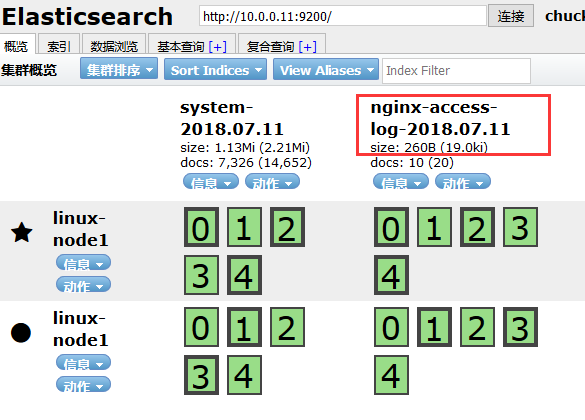 Elasticsearch http://10.0.0.11:9200/ 连接 chuck
概览 索引 数据浏览 基本查询 [+] 复合查询 [+]
集群概览 集群排序 Sort Indices View Aliases Index Filter
system-
2018.07.11
size: 1.13Mi (2.21Mi)
docs: 7,326 (14,652)
信息 动作
nginx-access-
log-2018.07.11
size: 260B (19.0ki)
docs: 10 (20)
信息 动作
linux-
node1
信息
动作
0 1 2
3 4
0 1 2 3
4
linux-
node1
信息
动作
0 1 2
3 4
0 1 2 3
4